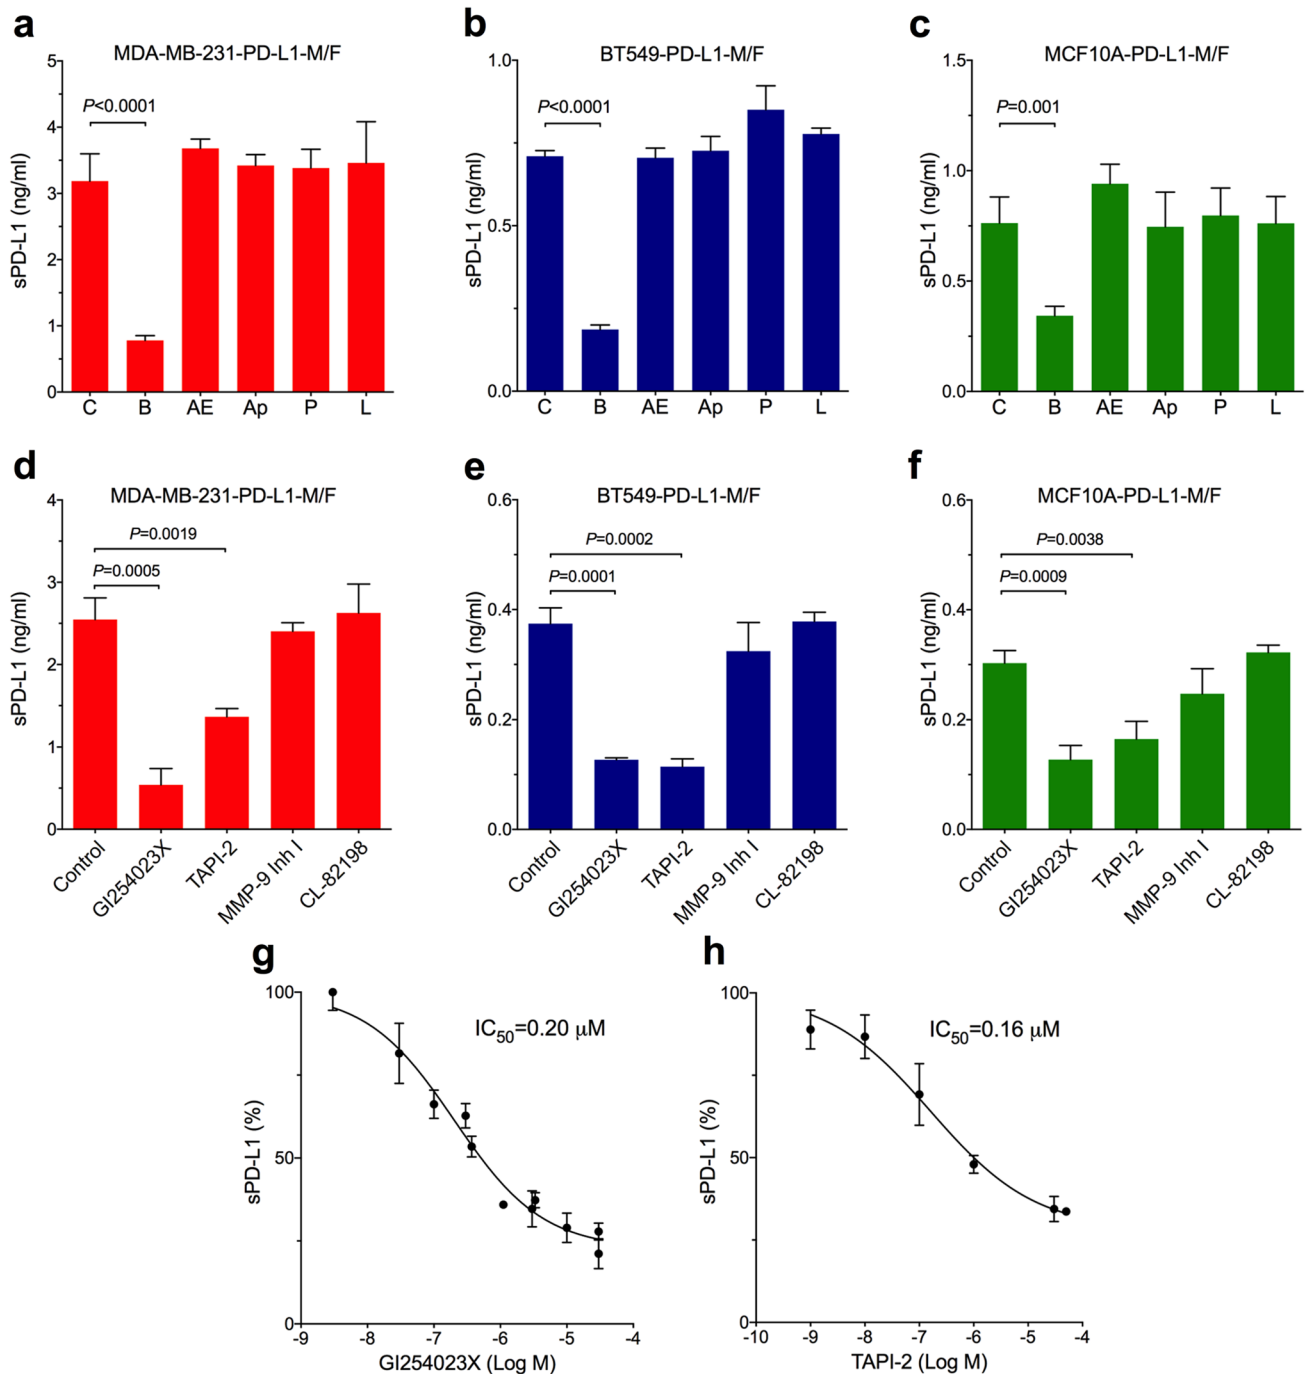 a
MDA-MB-231-PD-L1-M/F
5
4
3
2
1
0
sPD-L1 (ng/ml)
P<0.0001
C B AE Ap P L
b
BT549-PD-L1-M/F
1.0
0.5
0.0
sPD-L1 (ng/ml)
P<0.0001
C B AE Ap P L
c
MCF10A-PD-L1-M/F
1.5
1.0
0.5
0.0
sPD-L1 (ng/ml)
P=0.001
C B AE Ap P L
d
MDA-MB-231-PD-L1-M/F
4
3
2
1
0
sPD-L1 (ng/ml)
P=0.0019
P=0.0005
Control
GI254023X
TAPI-2
MMP-9 Inh I
CL-82198
e
BT549-PD-L1-M/F
0.6
0.4
0.2
0.0
sPD-L1 (ng/ml)
P=0.0002
P=0.0001
Control
GI254023X
TAPI-2
MMP-9 Inh I
CL-82198
f
MCF10A-PD-L1-M/F
0.6
0.4
0.2
0.0
sPD-L1 (ng/ml)
P=0.0038
P=0.0009
Control
GI254023X
TAPI-2
MMP-9 Inh I
CL-82198
g
100
50
0
sPD-L1 (%)
IC50=0.20 μM
-9 -8 -7 -6 -5 -4
GI254023X (Log M)
h
100
50
0
sPD-L1 (%)
IC50=0.16 μM
-10 -9 -8 -7 -6 -5 -4
TAPI-2 (Log M)